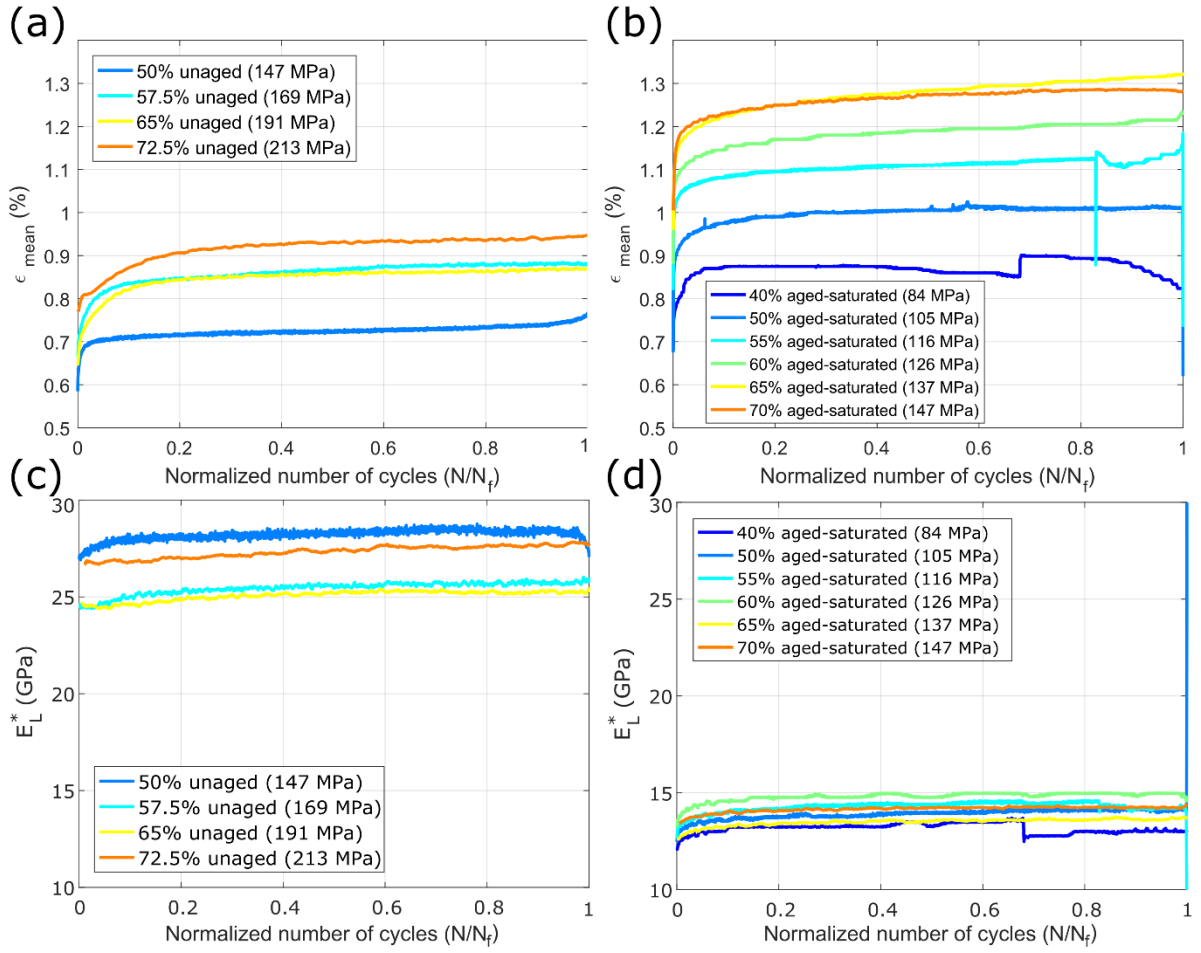 (a)
1.3
1.2
1.1
1
0.9
0.8
0.7
0.6
0.5
ϵ mean (%)
50% unaged (147 MPa)
57.5% unaged (169 MPa)
65% unaged (191 MPa)
72.5% unaged (213 MPa)
0 0.2 0.4 0.6 0.8 1
Normalized number of cycles (N/Nf)
(b)
1.3
1.2
1.1
1
0.9
0.8
0.7
0.6
0.5
ϵ mean (%)
40% aged-saturated (84 MPa)
50% aged-saturated (105 MPa)
55% aged-saturated (116 MPa)
60% aged-saturated (126 MPa)
65% aged-saturated (137 MPa)
70% aged-saturated (147 MPa)
0 0.2 0.4 0.6 0.8 1
Normalized number of cycles (N/Nf)
(c)
30
25
20
15
10
EL* (GPa)
50% unaged (147 MPa)
57.5% unaged (169 MPa)
65% unaged (191 MPa)
72.5% unaged (213 MPa)
0 0.2 0.4 0.6 0.8 1
Normalized number of cycles (N/Nf)
(d)
30
25
20
15
10
EL* (GPa)
40% aged-saturated (84 MPa)
50% aged-saturated (105 MPa)
55% aged-saturated (116 MPa)
60% aged-saturated (126 MPa)
65% aged-saturated (137 MPa)
70% aged-saturated (147 MPa)
0 0.2 0.4 0.6 0.8 1
Normalized number of cycles (N/Nf)